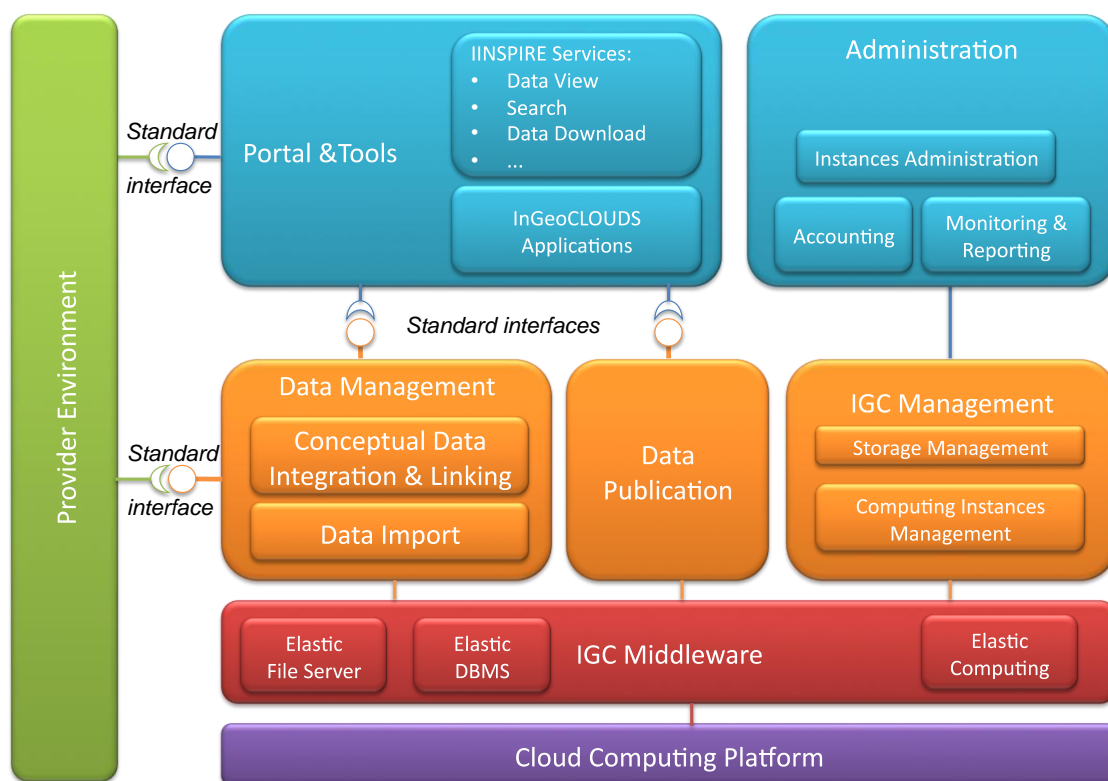 IINSPIRE Services:
• Data View
• Search
• Data Download
• ...
Portal &Tools
InGeoCLOUDS
Applications
Administration
Instances Administration
Accounting
Monitoring &
Reporting
Standard
interface
Standard interfaces
Provider Environment
Data Management
Conceptual Data
Integration & Linking
Data Import
Data
Publication
IGC Management
Storage Management
Computing Instances
Management
Standard
interface
Elastic
File Server
Elastic
DBMS
IGC Middleware
Elastic
Computing
Cloud Computing Platform